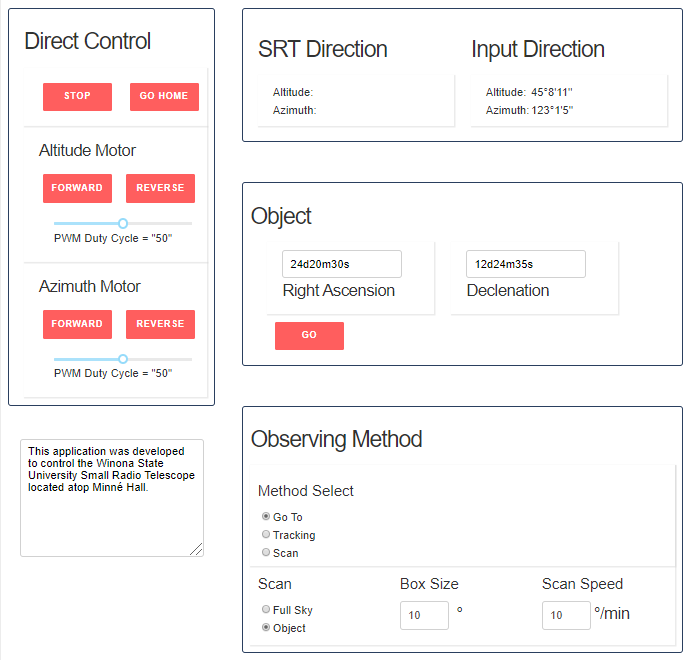 Direct Control
STOP
GO HOME
Altitude Motor
FORWARD
REVERSE
PWM Duty Cycle = "50"
Azimuth Motor
FORWARD
REVERSE
PWM Duty Cycle = "50"
This application was developed
to control the Winona State
University Small Radio Telescope
located atop Minné Hall.
SRT Direction
Altitude:
Azimuth:
Input Direction
Altitude: 45°8'11"
Azimuth: 123°1'5"
Object
24d20m30s
Right Ascension
12d24m35s
Declenation
GO
Observing Method
Method Select
Go To
Tracking
Scan
Scan
Full Sky
Object
Box Size
10 °
Scan Speed
10 °/min